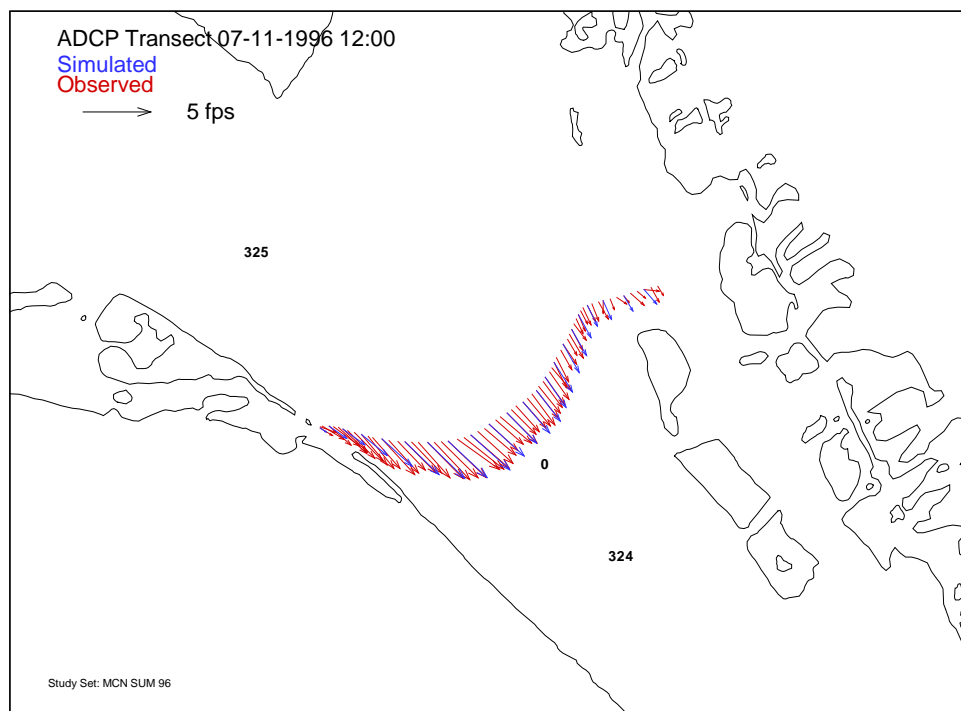 ADCP Transect 07-11-1996 12:00
Simulated
Observed
5 fps
325
0
324
Study Set: MCN SUM 96